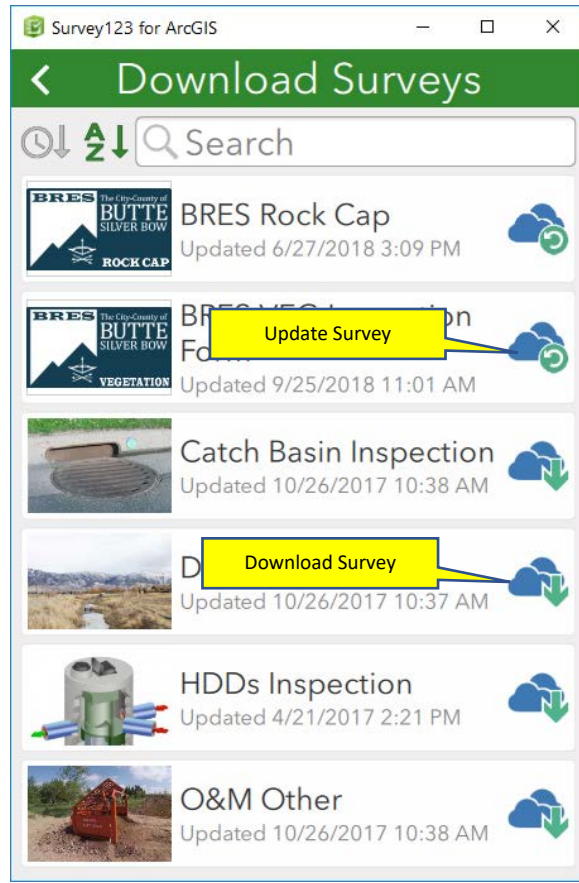 Survey123 for ArcGIS
Download Surveys
Search
BRES The City-County of
BUTTE
SILVER BOW
ROCK CAP
BRES Rock Cap
Updated 6/27/2018 3:09 PM
BRES The City-County of
BUTTE
SILVER BOW
VEGETATION
Update Survey
Updated 9/25/2018 11:01 AM
Catch Basin Inspection
Updated 10/26/2017 10:38 AM
Download Survey
Updated 10/26/2017 10:37 AM
HDDs Inspection
Updated 4/21/2017 2:21 PM
O&M Other
Updated 10/26/2017 10:38 AM